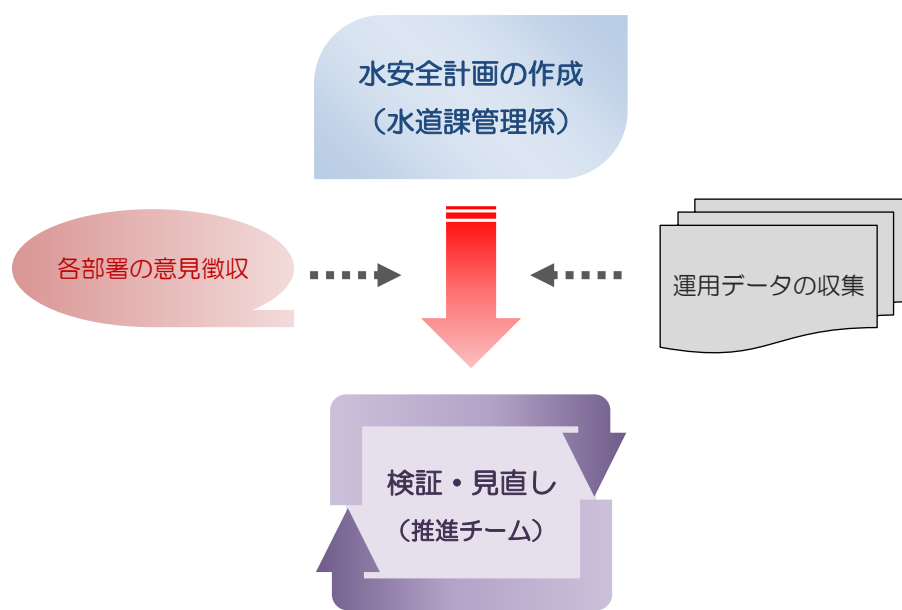 水安全計画の作成
（水道課管理係）
各部署の意見徴収
運用データの収集
検証・見直し
（推進チーム）